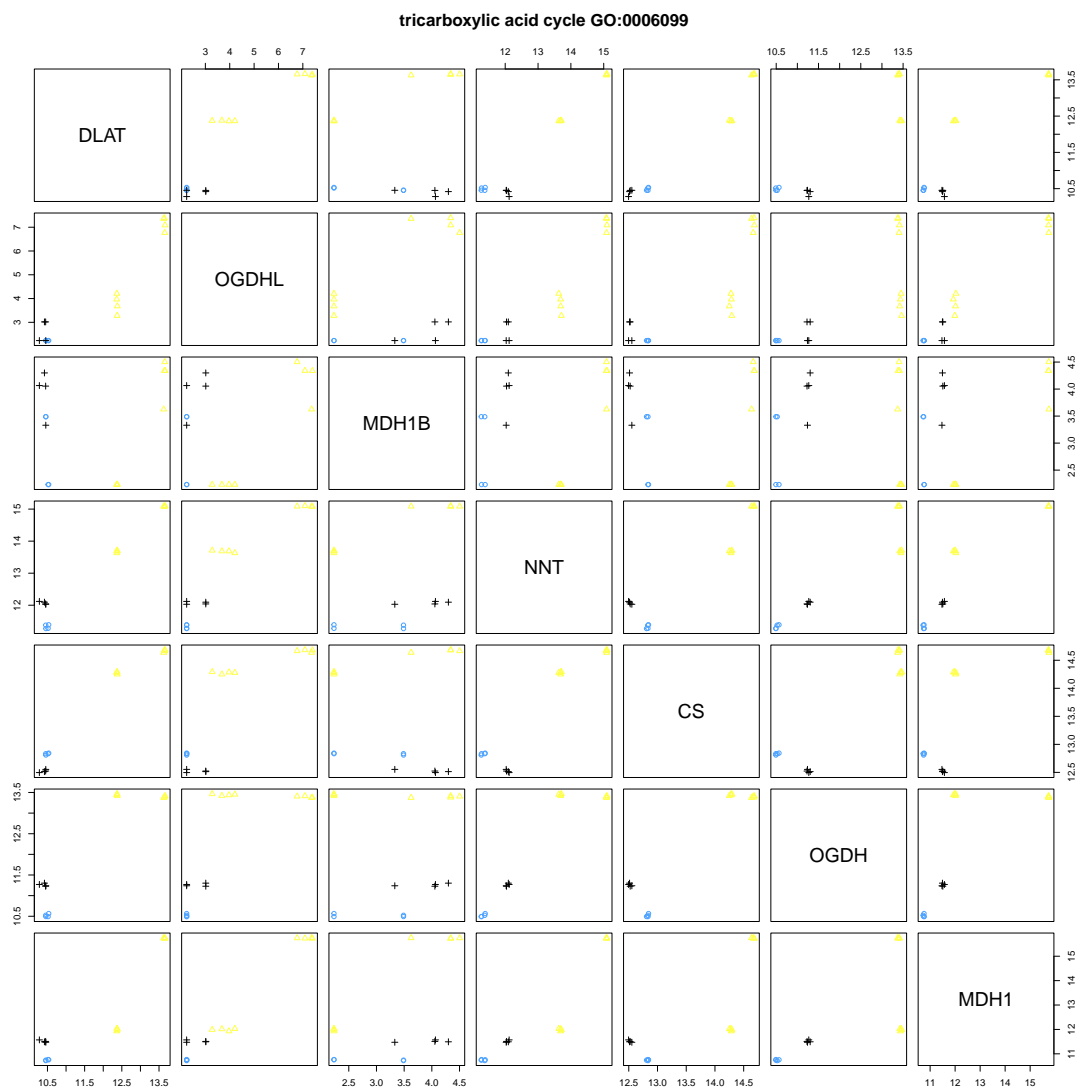 tricarboxylic acid cycle GO:0006099
3 4 5 6 7
12 13 14 15
10.5 11.5 12.5 13.5
DLAT
10.5 11.5 12.5 13.5
3 4 5 6 7
OGDHL
MDH1B
2.5 3.0 3.5 4.0 4.5
12 13 14 15
NNT
CS
12.5 13.0 13.5 14.0 14.5
10.5 11.5 12.5 13.5
OGDH
MDH1
11 12 13 14 15
10.5 11.5 12.5 13.5
2.5 3.0 3.5 4.0 4.5
12.5 13.0 13.5 14.0 14.5
11 12 13 14 15